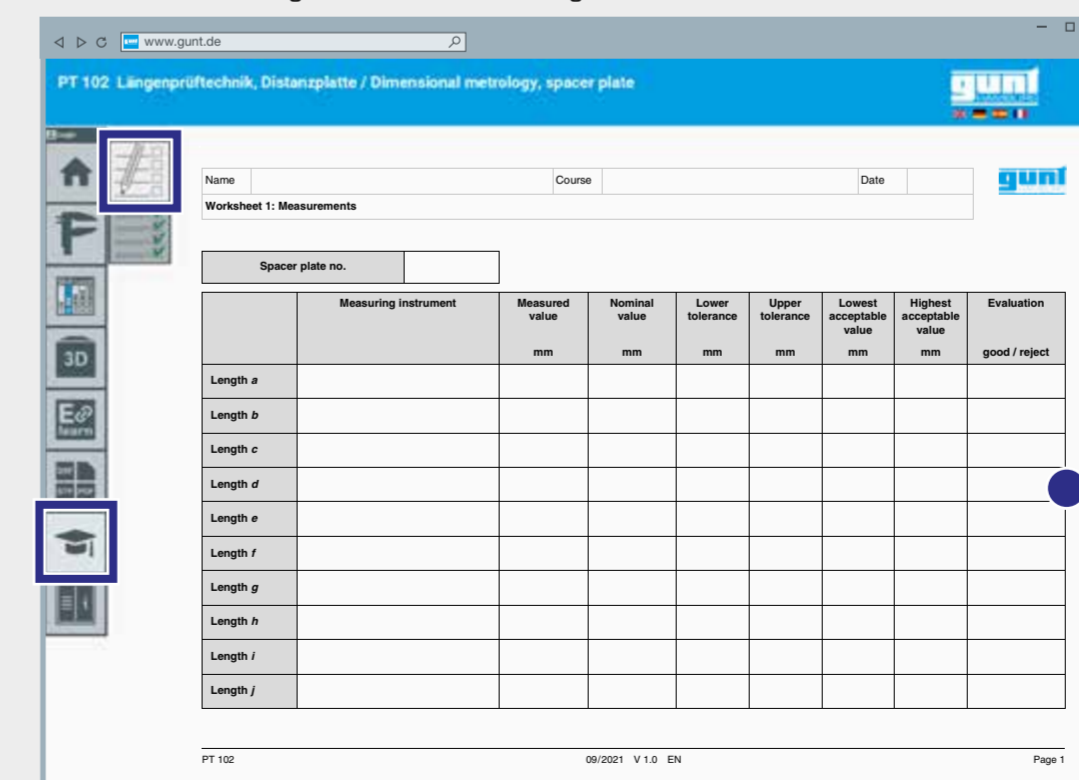 www.gunt.de
PT 102 Längenprüftechnik, Distanzplatte / Dimensional metrology, spacer plate
gunt
Name Course Date
gunt
Worksheet 1: Measurements
Spacer plate no.
Measuring instrument Measured value Nominal value Lower tolerance Upper tolerance Lowest acceptable value Highest acceptable value Evaluation
mm mm mm mm mm mm good / reject
Length a
Length b
Length c
3D
Length d
E learn
Length e
Length f
Length g
Length h
Length i
Length j
PT 102 09/2021 V 1.0 EN Page 1